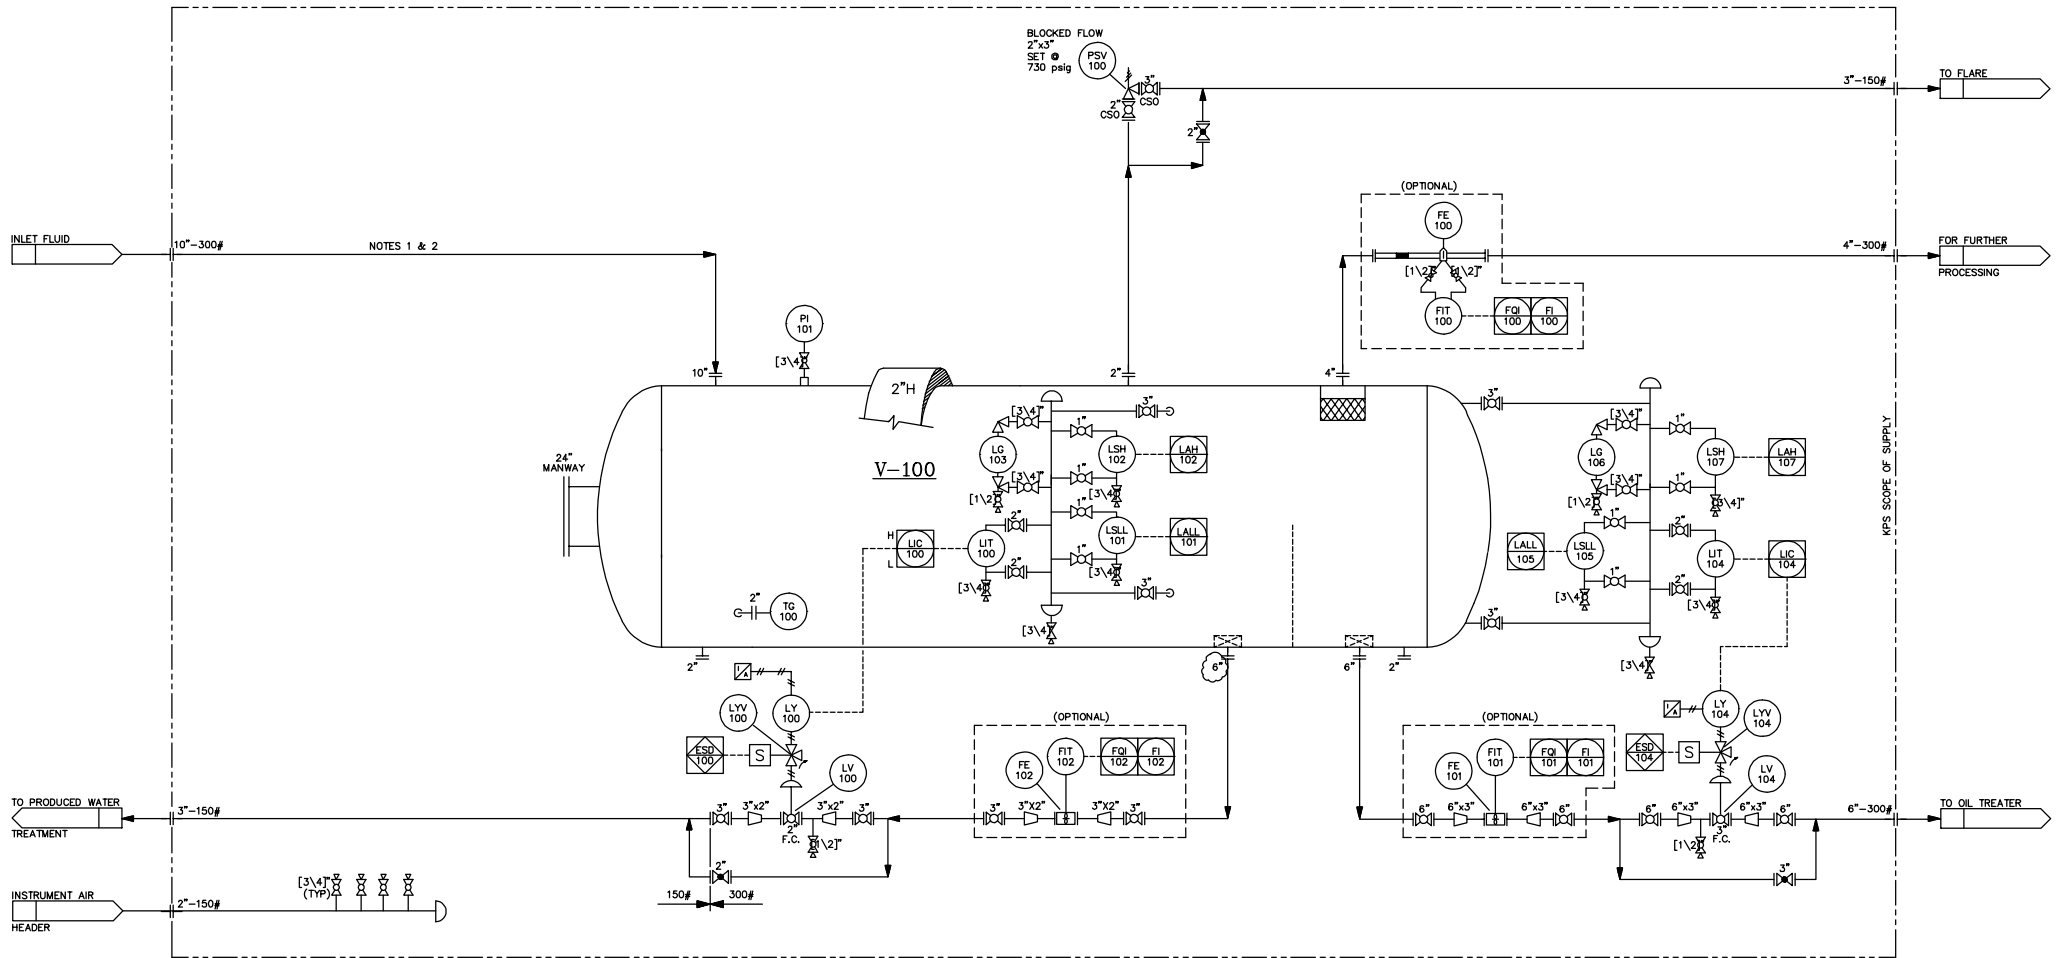 BLOCKED FLOW
2"x3"
SET @
730 psig
PSV
100
3"
CSO
2"
CSO
2"
3"-150#
TO FLARE
(OPTIONAL)
FE
100
[1\2]"
[1\2]"
FIT
100
FQI
100
FI
100
INLET FLUID
10"-300#
NOTES 1 & 2
4"-300#
FOR FURTHER
PROCESSING
PI
101
[3\4]
10"
2"
4"
2"H
V-100
24"
MANWAY
[3\4]"
LG
103
[3\4]"
[1\2]
3"
1"
LSH
102
LAH
102
1"
[3\4]
1"
LSLL
101
LALL
101
1"
[3\4]
2"
H
LIC
100
L
LIT
100
2"
[3\4]
3"
[3\4]
2"
TG
100
3"
[3\4]"
LG
106
[3\4]"
[1\2]
1"
LSH
107
LAH
107
1"
[3\4]"
1"
LALL
105
LSLL
105
1"
[3\4]
2"
LIT
104
LIC
104
2"
[3\4]
3"
[3\4]
KPS SCOPE OF SUPPLY
2"
6"
6"
2"
I/A
LYV
100
LY
100
ESD
100
S
LV
100
(OPTIONAL)
FE
102
FIT
102
FQI
102
FI
102
(OPTIONAL)
FE
101
FIT
101
FQI
101
FI
101
I/A
LY
104
LYV
104
ESD
104
S
LV
104
TO PRODUCED WATER
TREATMENT
3"-150#
3"
3"x2"
2"
F.C.
3"x2"
3"
[1\2]"
3"
3"X2"
3"X2"
3"
6"
6"x3"
6"x3"
6"
6"
6"x3"
[1\2]
3"
F.C.
6"x3"
6"
6"-300#
TO OIL TREATER
2"
3"
150#
300#
INSTRUMENT AIR
HEADER
2"-150#
[3\4]"
(TYP)